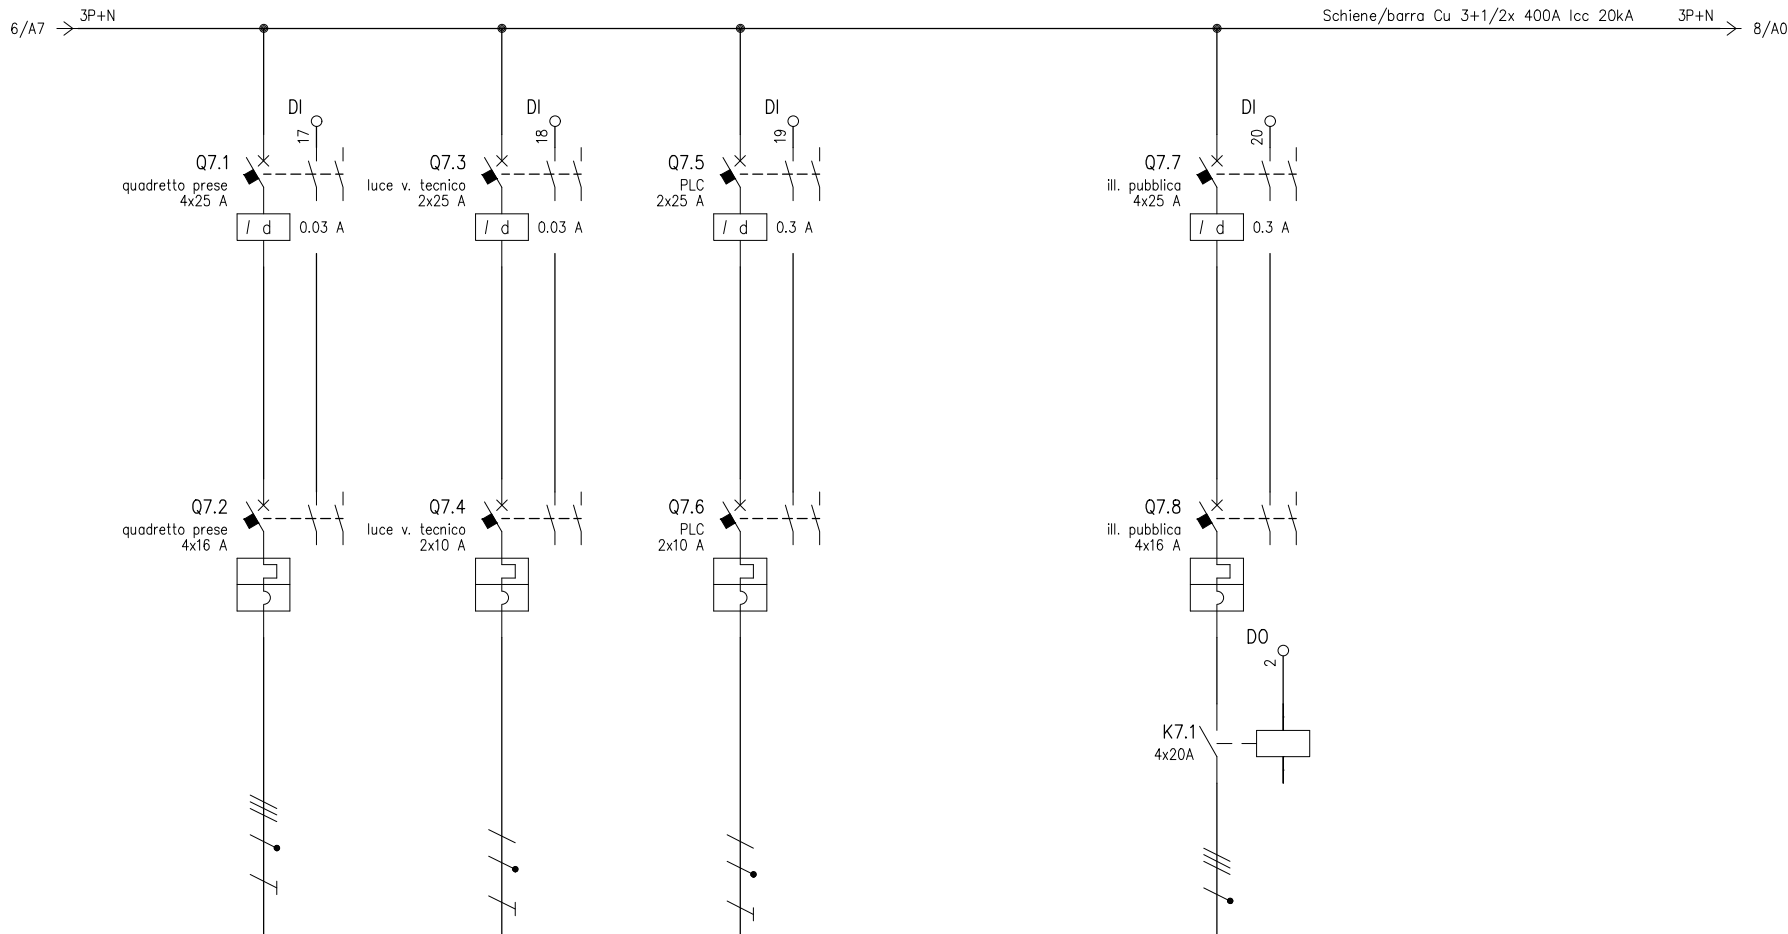 6/A7
3P+N
Schiene/barra Cu 3+1/2x 400A Icc 20kA
3P+N
8/A0
DI
17
Q7.1
quadretto prese
4x25 A
I d
0.03 A
DI
18
Q7.3
luce v. tecnico
2x25 A
I d
0.03 A
DI
19
Q7.5
PLC
2x25 A
I d
0.3 A
DI
20
Q7.7
ill. pubblica
4x25 A
I d
0.3 A
Q7.2
quadretto prese
4x16 A
Q7.4
luce v. tecnico
2x10 A
Q7.6
PLC
2x10 A
Q7.8
ill. pubblica
4x16 A
DO
2
K7.1
4x20A